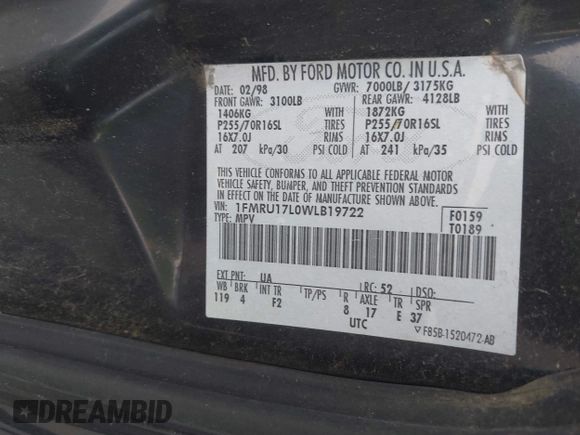 MFD. BY FORD MOTOR CO. IN U.S.A.
DATE: 02/98 GVWR: 7000LB/ 3175KG
FRONT GAWR: 3100LB REAR GAWR: 4128LB
1406KG WITH 1872KG WITH
P255/70R16SL TIRES P255/70R16SL TIRES
16X7.0J RIMS 16X7.0J RIMS
AT 207 kPa/30 PSI COLD AT 241 kPa/35 PSI COLD
THIS VEHICLE CONFORMS TO ALL APPLICABLE FEDERAL MOTOR
VEHICLE SAFETY, BUMPER, AND THEFT PREVENTION STANDARDS
IN EFFECT ON THE DATE OF MANUFACTURE SHOWN ABOVE.
VIN: 1FMRU17L0WLB19722 F0159
TYPE: MPV T0189
EXT PNT: UA RC: 52 DSO:
WB BRK INT TR TP/PS R AXLE TR SPR
119 4 F2 8 17 E 37
UTC F85B-1520472-AB
DREAMBID